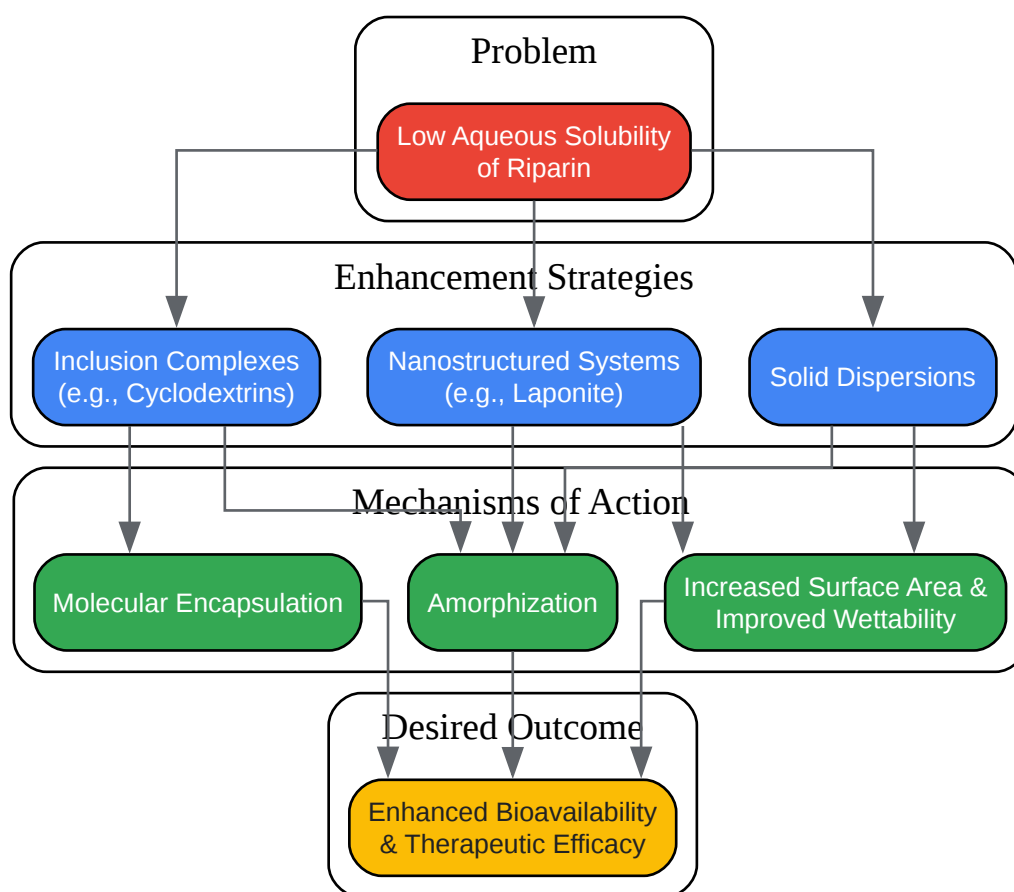 Problem
Low Aqueous Solubility
of Riparin
Enhancement Strategies
Inclusion Complexes
(e.g., Cyclodextrins)
Nanostructured Systems
(e.g., Laponite)
Solid Dispersions
Mechanisms of Action
Molecular Encapsulation
Amorphization
Increased Surface Area &
Improved Wettability
Desired Outcome
Enhanced Bioavailability
& Therapeutic Efficacy